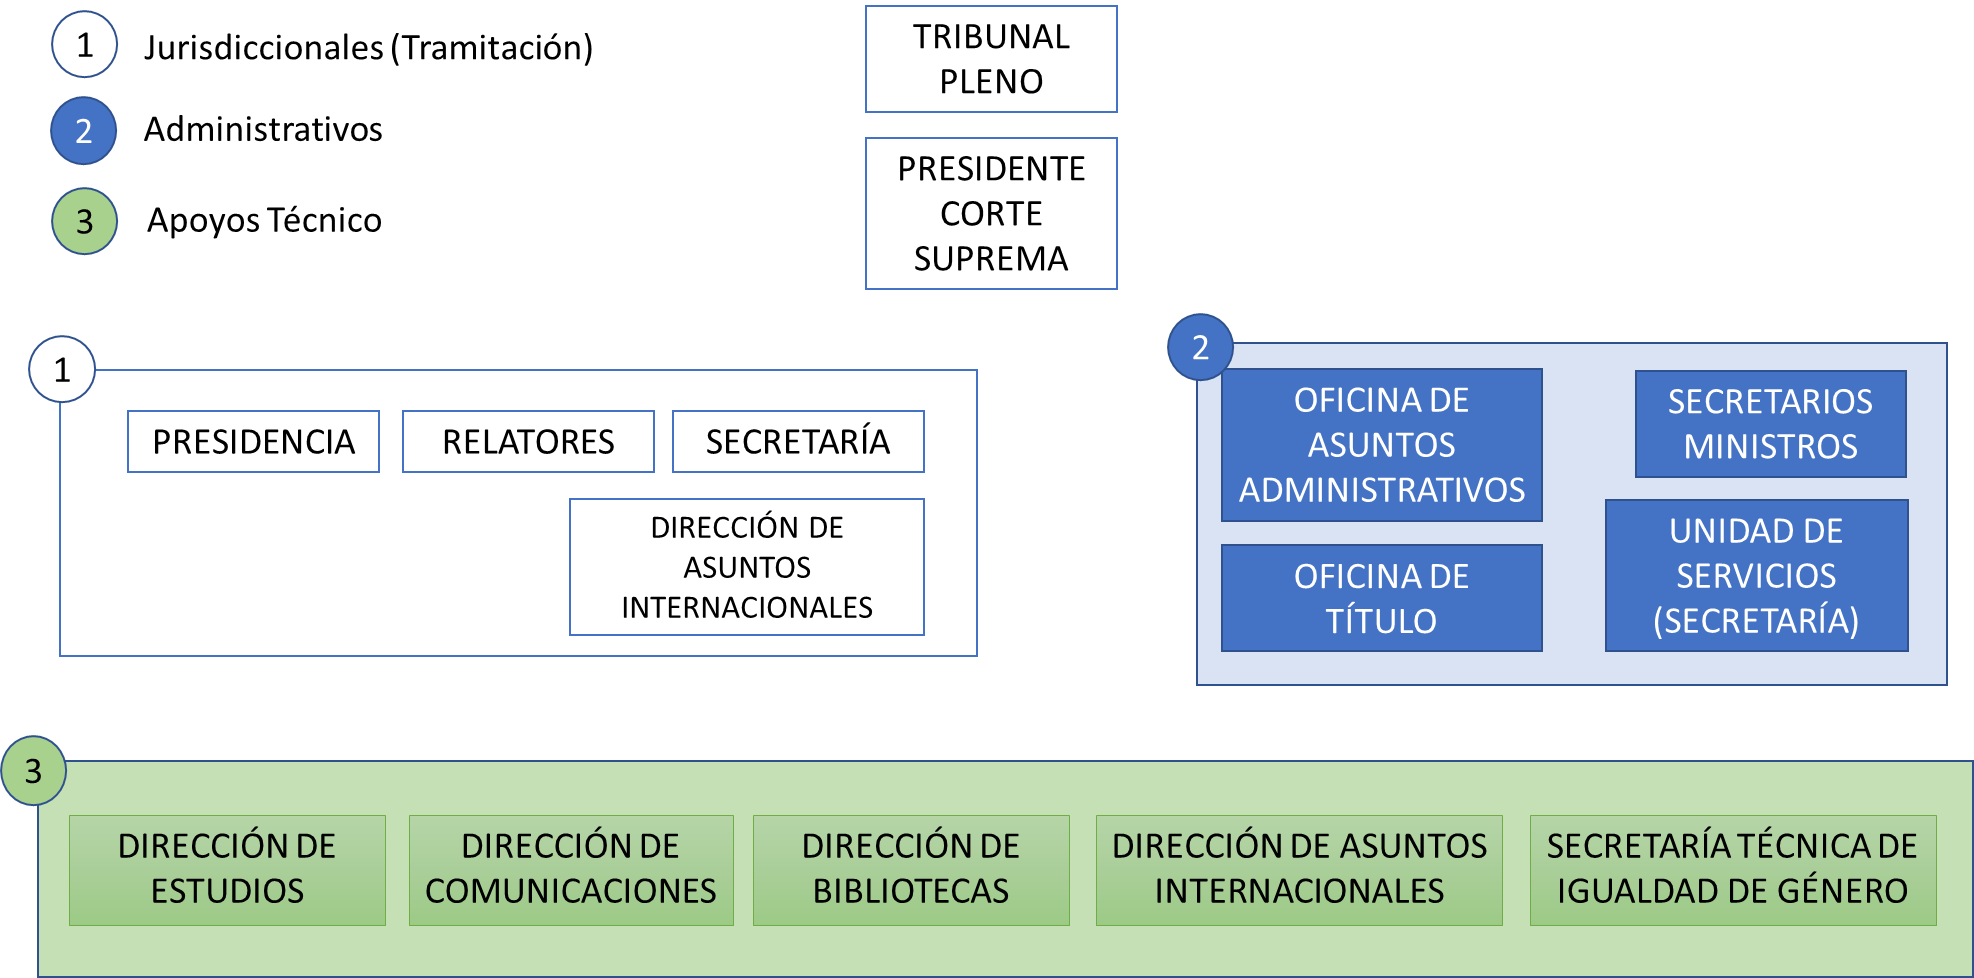 1
Jurisdiccionales (Tramitación)
2
Administrativos
3
Apoyos Técnico
TRIBUNAL
PLENO
PRESIDENTE
CORTE
SUPREMA
1
PRESIDENCIA
RELATORES
SECRETARÍA
DIRECCIÓN DE
ASUNTOS
INTERNACIONALES
2
OFICINA DE
ASUNTOS
ADMINISTRATIVOS
SECRETARIOS
MINISTROS
OFICINA DE
TÍTULO
UNIDAD DE
SERVICIOS
(SECRETARÍA)
3
DIRECCIÓN DE
ESTUDIOS
DIRECCIÓN DE
COMUNICACIONES
DIRECCIÓN DE
BIBLIOTECAS
DIRECCIÓN DE ASUNTOS
INTERNACIONALES
SECRETARÍA TÉCNICA DE
IGUALDAD DE GÉNERO